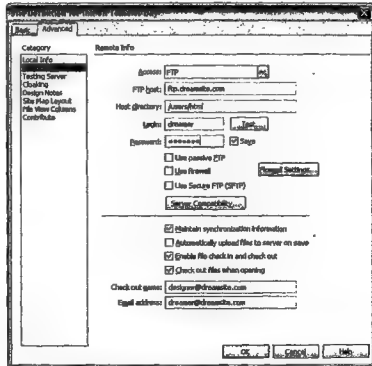 Basic Advanced
Category
Local Info
Testing Server
Cloaking
Design Notes
Site Map Layout
File View Columns
Contribute
Remote Info
Access: FTP
FTP host: ftp.dreamsite.com
Host directory: /users/html
Login: dreamer Test
Password: ●●●●●●● Save
Use passive FTP
Use firewall Firewall Settings...
Use Secure FTP (SFTP)
Server Compatibility...
Maintain synchronization information
Automatically upload files to server on save
Enable file check in and check out
Check out files when opening
Check out name: designer@dreamsite.com
Email address: dreamer@dreamsite.com
OK Cancel Help